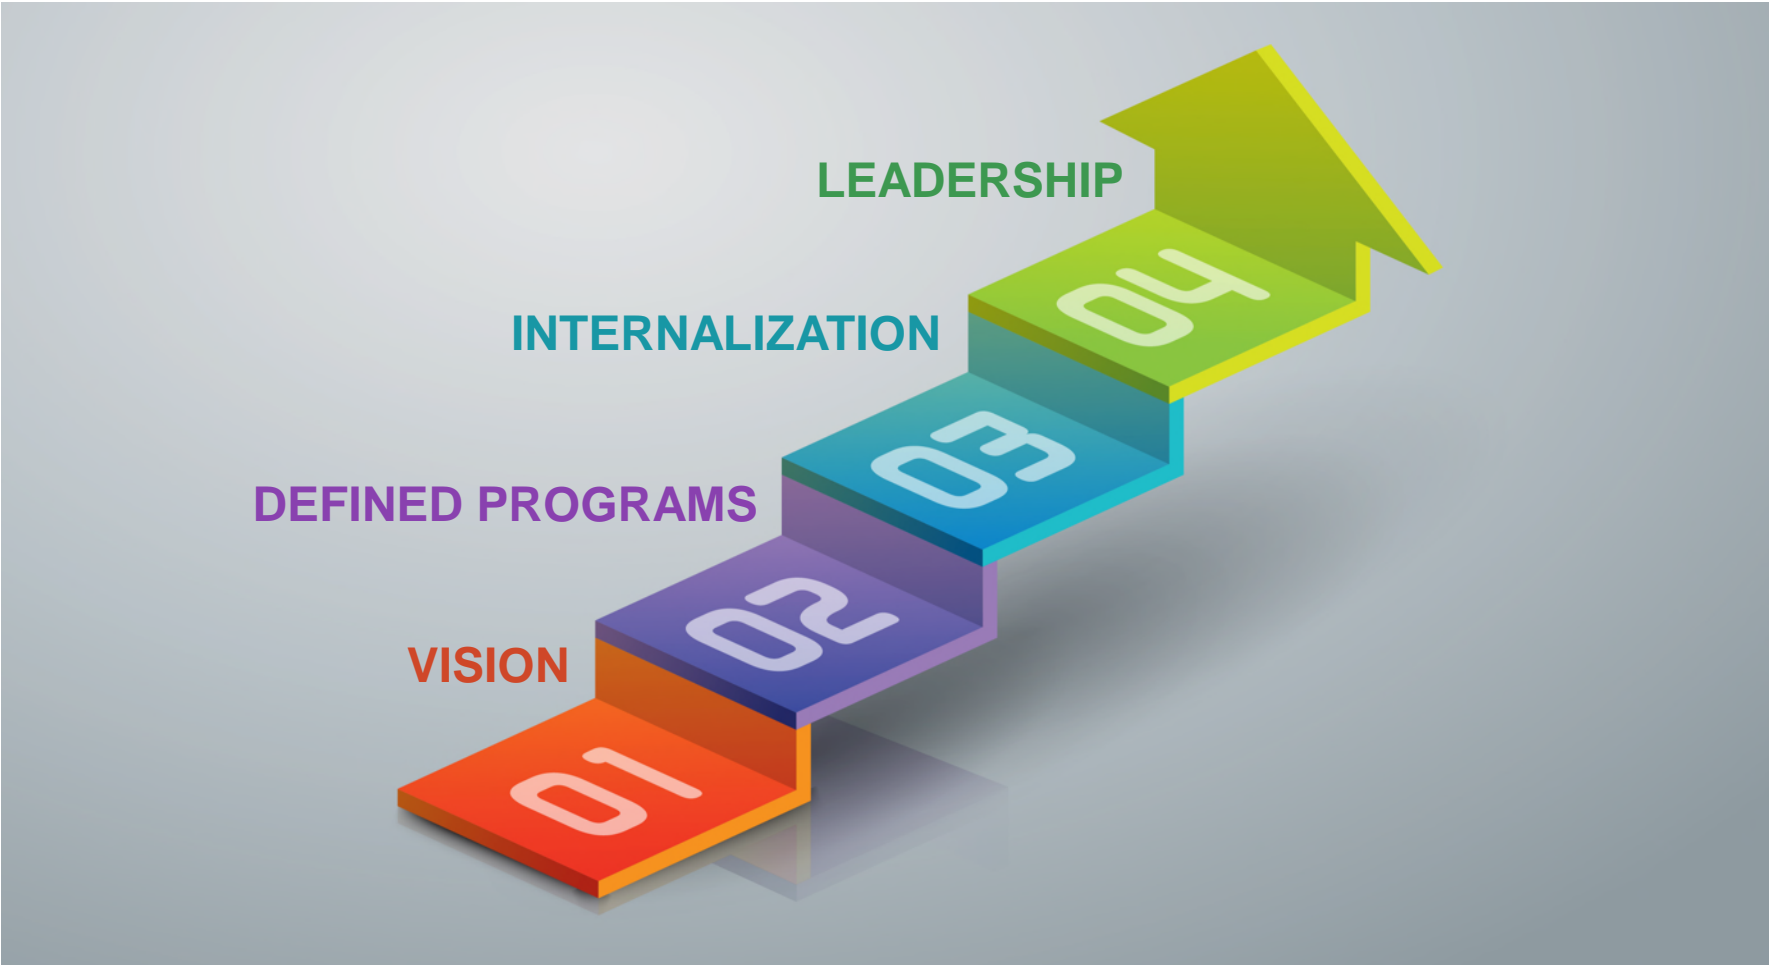 LEADERSHIP
04
INTERNALIZATION
03
DEFINED PROGRAMS
02
VISION
01